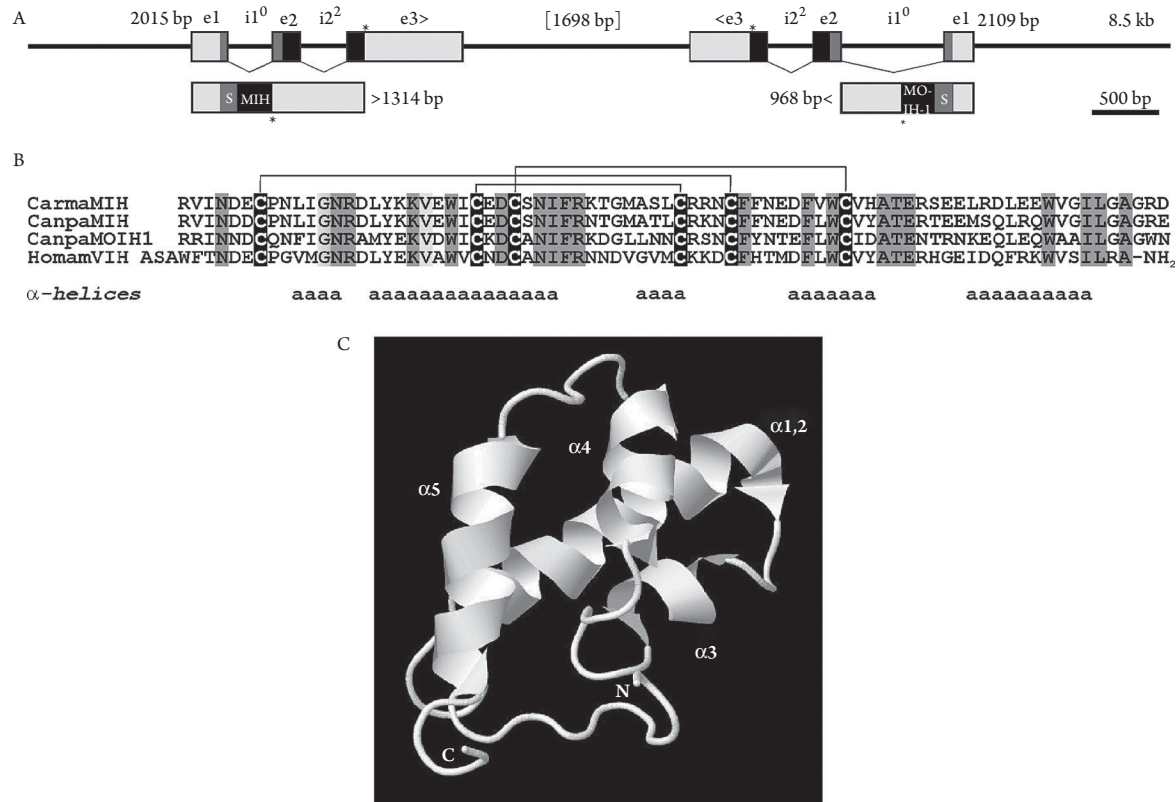 A
2015 bp e1 i1⁰ e2 i2² e3> [1698 bp] <e3 i2² e2 i1⁰ e1 2109 bp 8.5 kb
* *
S MIH >1314 bp 968 bp< MO-IH-1 S 500 bp
* *
B
CarmaMIH RVINDECPNLIGNRDLYKKVEWICEDCSNIFRKTGMASLCRRNCFFNEDFVWCVHATERSEELRDLEEWVGILGAGRD
CanpaMIH RVINDDCPNLIGNRDLYKKVEWICEDCSNIFRNTGMATLCRKNCFFNEDFLWCVYATERTEEMSQLRQWVGILGAGRE
CanpaMOIH1 RRINNDCQNFIGNRAMYEKVDWICKDCANIFRKDGLLNNCRSNCFYNTEFLWCIDATENTRNKEQLEQWAAILGAGWN
HomamVIH ASAWFTNDECPGVMGNRDLYEKVAWVCNDCANIFRNNDVGVMCKKDCFHTMDFLWCVYATERHGEIDQFRKWVSILRA-NH₂
α-helices aaaa aaaaaaaaaaaaaaa aaaa aaaaaaa aaaaaaaaaa
C
α1,2
α4
α5
α3
N
C